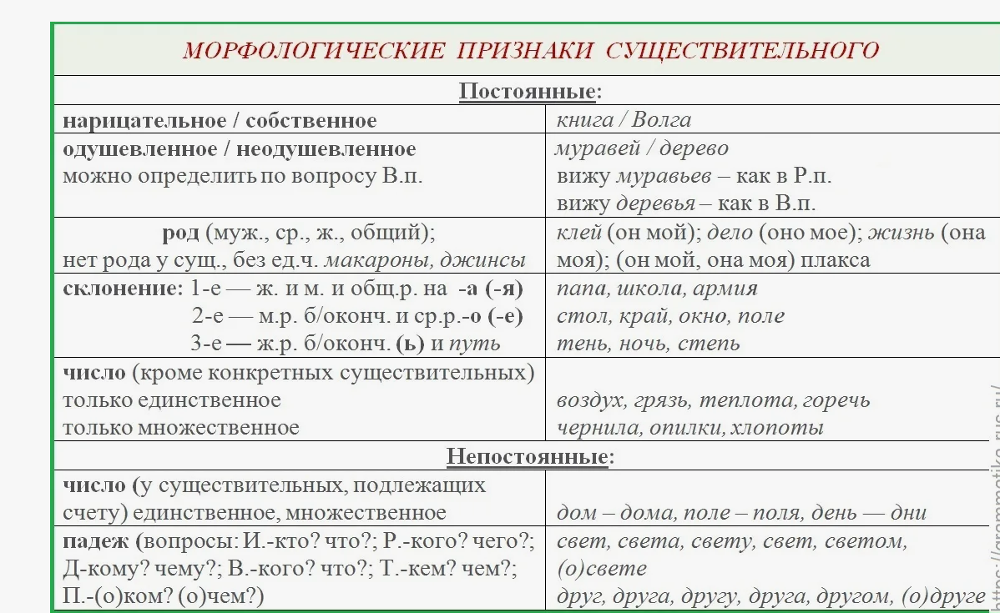 МОРФОЛОГИЧЕСКИЕ ПРИЗНАКИ СУЩЕСТВИТЕЛЬНОГО
Постоянные:
нарицательное / собственное
книга / Волга
одушевленное / неодушевленное
можно определить по вопросу В.п.
муравей / дерево
вижу муравьев – как в Р.п.
вижу деревья – как в В.п.
род (муж., ср., ж., общий);
нет рода у сущ., без ед.ч. макароны, джинсы
клей (он мой); дело (оно мое); жизнь (она
моя); (он мой, она моя) плакса
склонение: 1-е — ж. и м. и общ.р. на -а (-я)
2-е — м.р. б/оконч. и ср.р.-о (-е)
3-е — ж.р. б/оконч. (ь) и путь
папа, школа, армия
стол, край, окно, поле
тень, ночь, степь
число (кроме конкретных существительных)
только единственное
только множественное
воздух, грязь, теплота, горечь
чернила, опилки, хлопоты
Непостоянные:
число (у существительных, подлежащих
счету) единственное, множественное
дом – дома, поле – поля, день — дни
падеж (вопросы: И.-кто? что?; Р.-кого? чего?;
Д-кому? чему?; В.-кого? что?; Т.-кем? чем?;
П.-(о)ком? (о)чем?)
свет, света, свету, свет, светом,
(о)свете
друг, друга, другу, друга, другом, (о)друге
https://grammatika-rus.ru/